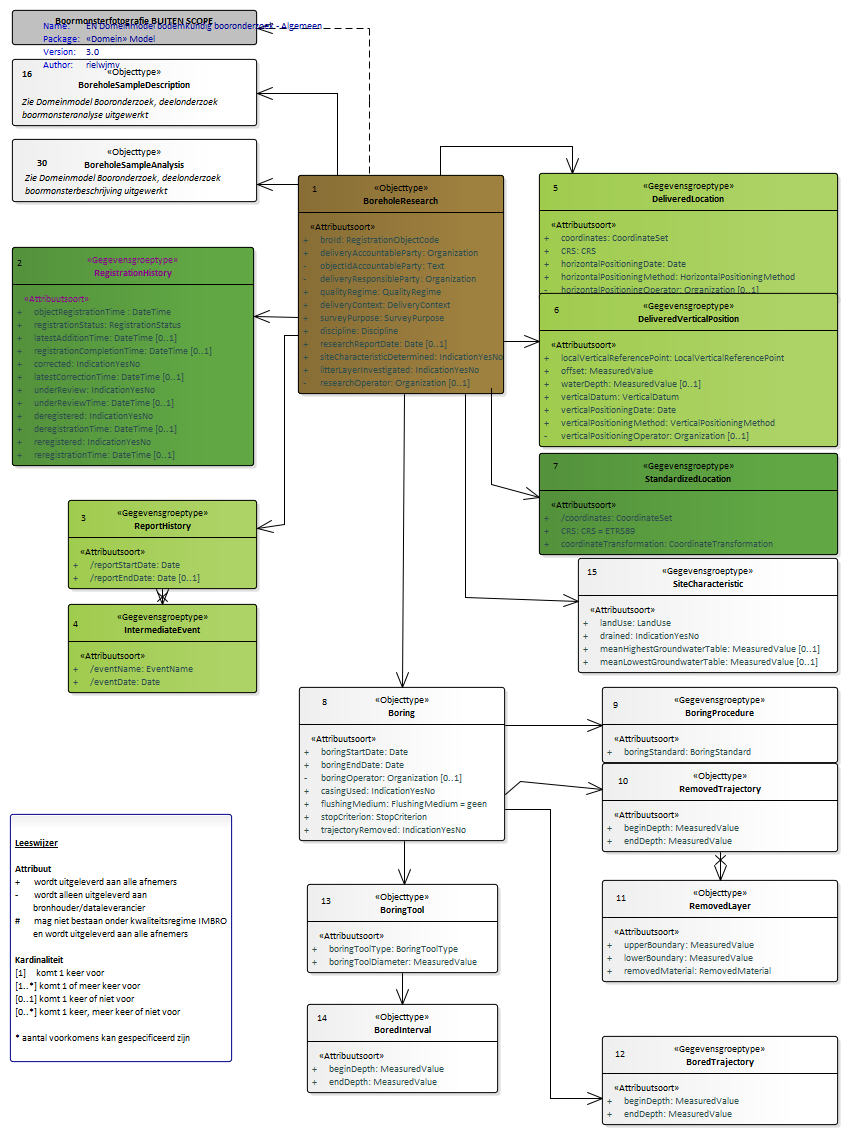 Boormonsterfotografie BUITEN SCOPE
Name: EN Domeinmodel bodemkundig booronderzoek - Algemeen
Package: «Domein» Model
Version: 3.0
Author: rielwjmv
16
«Objecttype»
BoreholeSampleDescription
Zie Domeinmodel Booronderzoek, deelonderzoek
boormonsteranalyse uitgewerkt
30
«Objecttype»
BoreholeSampleAnalysis
Zie Domeinmodel Booronderzoek, deelonderzoek
boormonsterbeschrijving uitgewerkt
1
«Objecttype»
BoreholeResearch
«Attribuutsoort»
+ broId: RegistrationObjectCode
- deliveryAccountableParty: Organization
- objectIdAccountableParty: Text
- deliveryResponsibleParty: Organization
+ qualityRegime: QualityRegime
+ deliveryContext: DeliveryContext
+ surveyPurpose: SurveyPurpose
+ discipline: Discipline
+ researchReportDate: Date [0..1]
+ siteCharacteristicDetermined: IndicationYesNo
+ litterLayerInvestigated: IndicationYesNo
- researchOperator: Organization [0..1]
2
«Gegevensgroeptype»
RegistrationHistory
«Attribuutsoort»
+ objectRegistrationTime : DateTime
+ registrationStatus: RegistrationStatus
+ latestAdditionTime: DateTime [0..1]
+ registrationCompletionTime: DateTime [0..1]
+ corrected: IndicationYesNo
+ latestCorrectionTime: DateTime [0..1]
+ underReview: IndicationYesNo
+ underReviewTime: DateTime [0..1]
+ deregistered: IndicationYesNo
+ deregistrationTime: DateTime [0..1]
+ reregistered: IndicationYesNo
+ reregistrationTime: DateTime [0..1]
5
«Gegevensgroeptype»
DeliveredLocation
«Attribuutsoort»
+ coordinates: CoordinateSet
+ CRS: CRS
+ horizontalPositioningDate: Date
+ horizontalPositioningMethod: HorizontalPositioningMethod
- horizontalPositioningOperator: Organization [0..1]
6
«Gegevensgroeptype»
DeliveredVerticalPosition
«Attribuutsoort»
+ localVerticalReferencePoint: LocalVerticalReferencePoint
+ offset: MeasuredValue
+ waterDepth: MeasuredValue [0..1]
+ verticalDatum: VerticalDatum
+ verticalPositioningDate: Date
+ verticalPositioningMethod: VerticalPositioningMethod
- verticalPositioningOperator: Organization [0..1]
7
«Gegevensgroeptype»
StandardizedLocation
«Attribuutsoort»
+ /coordinates: CoordinateSet
+ CRS: CRS = ETRS89
+ coordinateTransformation: CoordinateTransformation
3
«Gegevensgroeptype»
ReportHistory
«Attribuutsoort»
+ /reportStartDate: Date
+ /reportEndDate: Date [0..1]
4
«Gegevensgroeptype»
IntermediateEvent
«Attribuutsoort»
+ /eventName: EventName
+ /eventDate: Date
15
«Gegevensgroeptype»
SiteCharacteristic
«Attribuutsoort»
+ landUse: LandUse
+ drained: IndicationYesNo
+ meanHighestGroundwaterTable: MeasuredValue [0..1]
+ meanLowestGroundwaterTable: MeasuredValue [0..1]
8
«Objecttype»
Boring
«Attribuutsoort»
+ boringStartDate: Date
+ boringEndDate: Date
- boringOperator: Organization [0..1]
+ casingUsed: IndicationYesNo
+ flushingMedium: FlushingMedium = geen
+ stopCriterion: StopCriterion
+ trajectoryRemoved: IndicationYesNo
9
«Gegevensgroeptype»
BoringProcedure
«Attribuutsoort»
+ boringStandard: BoringStandard
10
«Objecttype»
RemovedTrajectory
«Attribuutsoort»
+ beginDepth: MeasuredValue
+ endDepth: MeasuredValue
11
«Objecttype»
RemovedLayer
«Attribuutsoort»
+ upperBoundary: MeasuredValue
+ lowerBoundary: MeasuredValue
+ removedMaterial: RemovedMaterial
13
«Objecttype»
BoringTool
«Attribuutsoort»
+ boringToolType: BoringToolType
+ boringToolDiameter: MeasuredValue
14
«Objecttype»
BoredInterval
«Attribuutsoort»
+ beginDepth: MeasuredValue
+ endDepth: MeasuredValue
12
«Gegevensgroeptype»
BoredTrajectory
«Attribuutsoort»
+ beginDepth: MeasuredValue
+ endDepth: MeasuredValue
Leeswijzer
Attribuut
+ wordt uitgeleverd aan alle afnemers
- wordt alleen uitgeleverd aan
bronhouder/dataleverancier
# mag niet bestaan onder kwaliteitsregime IMBRO
en wordt uitgeleverd aan alle afnemers
Kardinaliteit
[1] komt 1 keer voor
[1..*] komt 1 of meer keer voor
[0..1] komt 1 keer of niet voor
[0..*] komt 1 keer, meer keer of niet voor
* aantal voorkomens kan gespecificeerd zijn